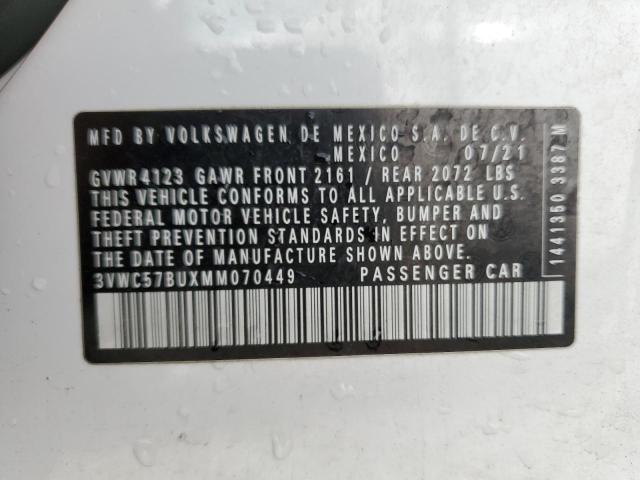 MFD BY VOLKSWAGEN DE MEXICO S.A. DE C.V.
MEXICO 07/21
GVWR 4123 GAWR FRONT 2161 / REAR 2072 LBS
THIS VEHICLE CONFORMS TO ALL APPLICABLE U.S.
FEDERAL MOTOR VEHICLE SAFETY, BUMPER AND
THEFT PREVENTION STANDARDS IN EFFECT ON
THE DATE OF MANUFACTURE SHOWN ABOVE.
3VWC57BUXMM070449 PASSENGER CAR
1441350 3387 M